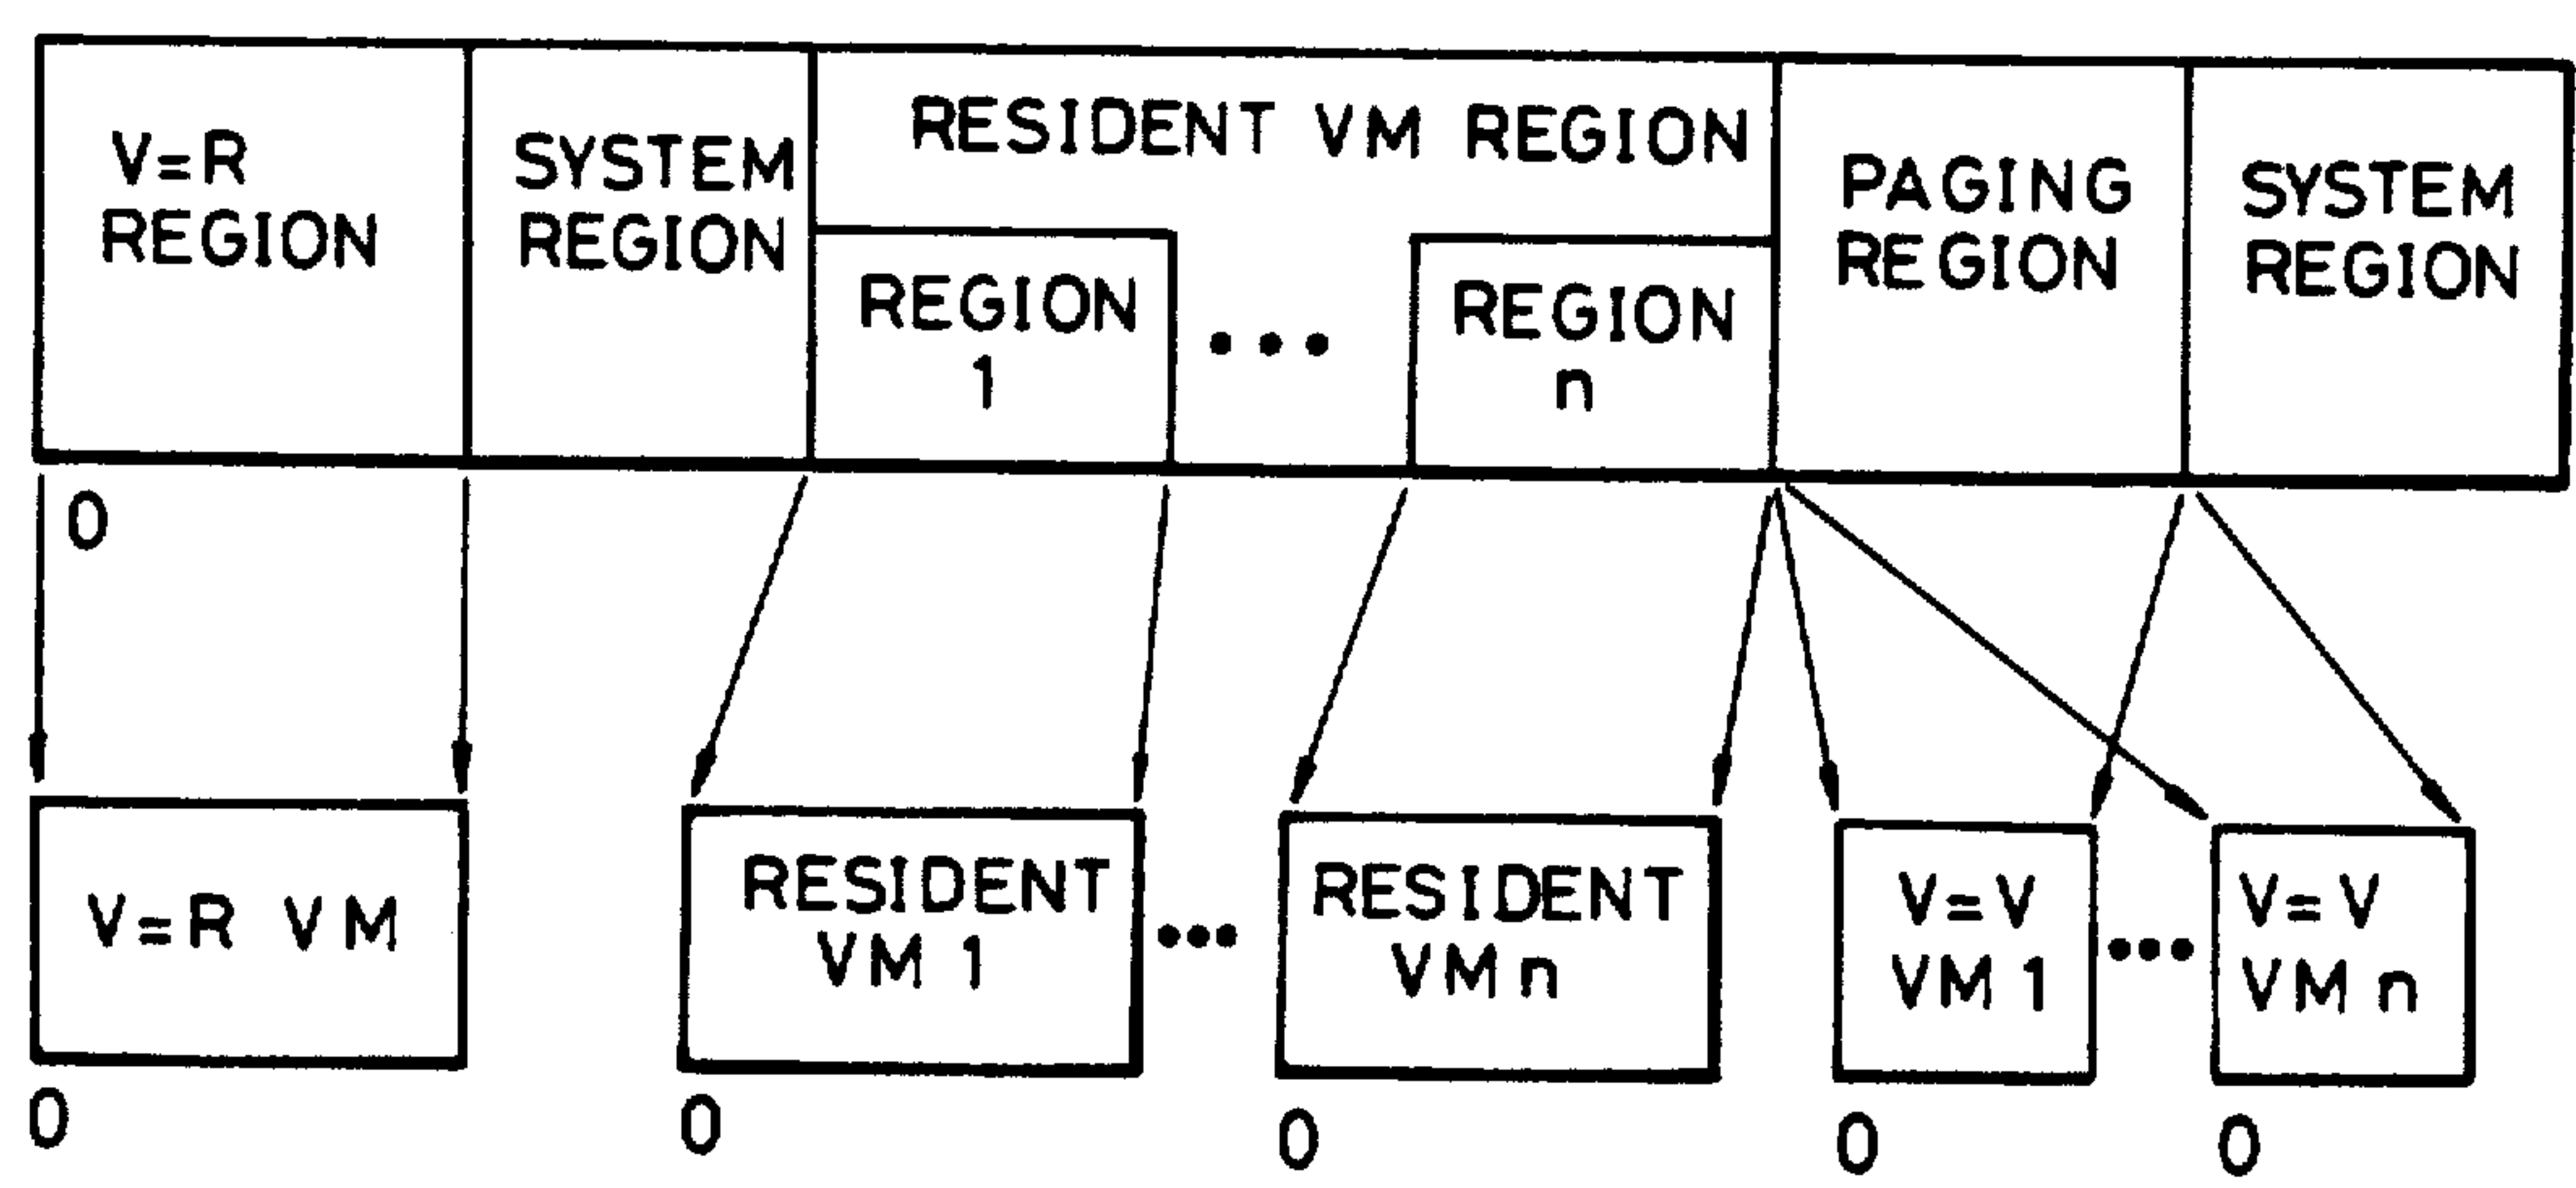 V=R
REGION
SYSTEM
REGION
RESIDENT VM REGION
REGION
1
•••
REGION
n
PAGING
REGION
SYSTEM
REGION
0
V=R VM
RESIDENT
VM 1
•••
RESIDENT
VM n
V=V
VM 1
•••
V=V
VM n
0
0
0
0
0